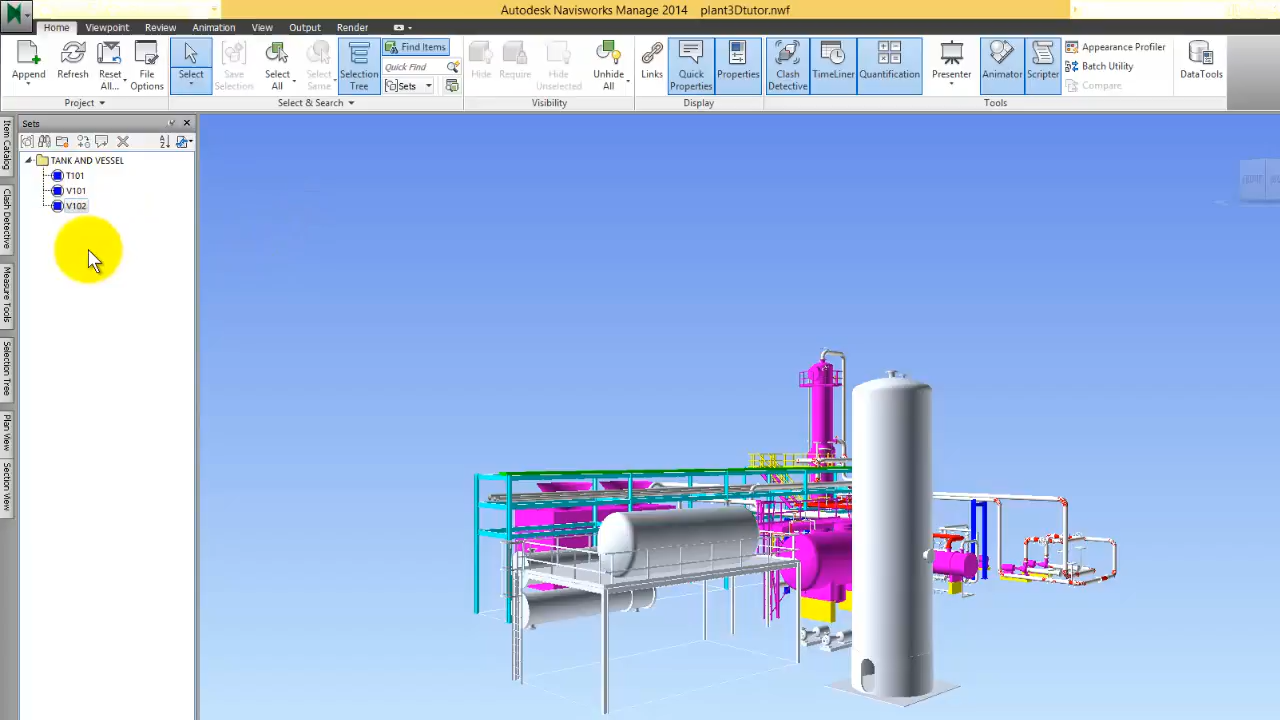 Autodesk Navisworks Manage 2014 plant3Dtutor.nwf
Home Viewpoint Review Animation View Output Render
Append
Refresh
Reset
All...
File
Options
Project
Select
Save
Selection
Select
All
Select
Same
Selection
Tree
Find Items
Quick Find
Sets
Select & Search
Hide
Require
Hide
Unselected
Unhide
All
Visibility
Links
Quick
Properties
Properties
Display
Clash
Detective
TimeLiner
Quantification
Presenter
Animator
Scripter
Appearance Profiler
Batch Utility
Compare
DataTools
Tools
Sets
TANK AND VESSEL
T101
V101
V102
Item Catalog
Clash Detective
Measure Tools
Selection Tree
Plan View
Section View